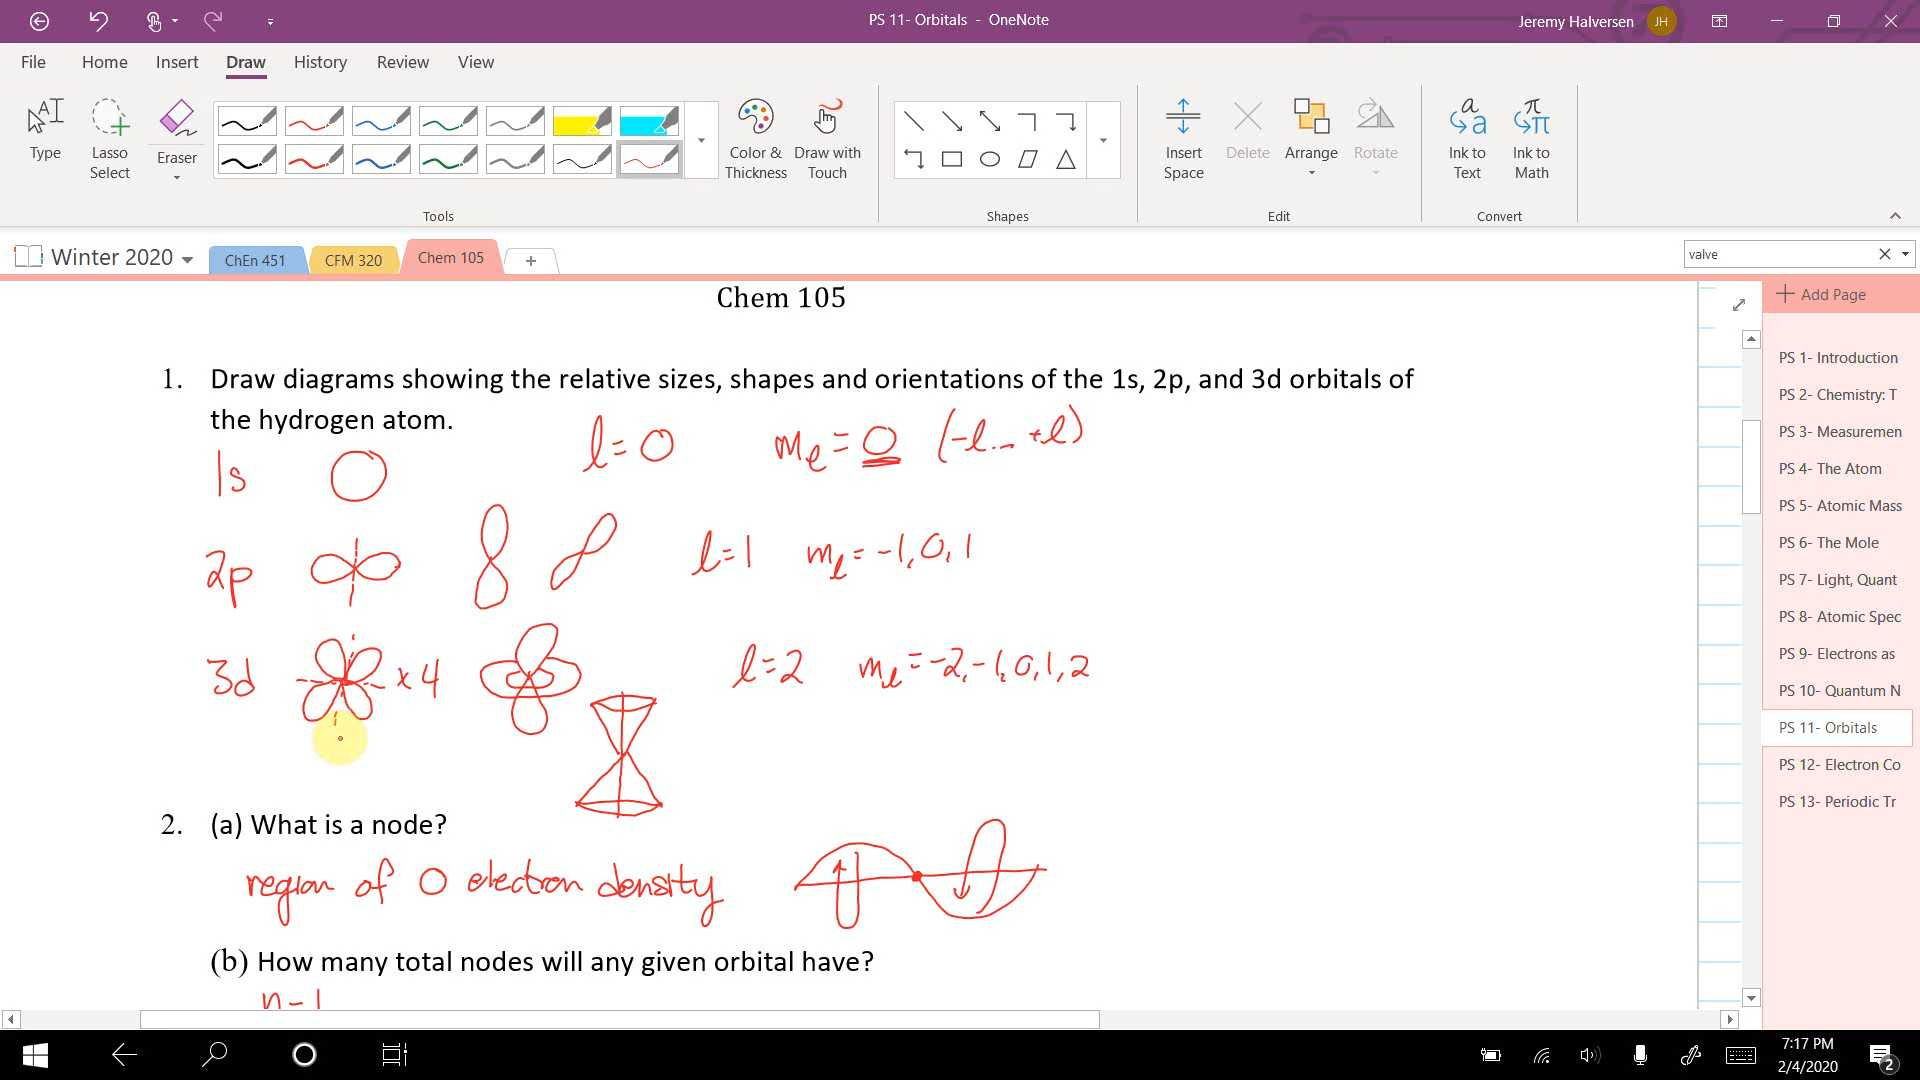 PS 11- Orbitals - OneNote
Jeremy Halversen
JH
File Home Insert Draw History Review View
Type
Lasso Select
Eraser
Color & Thickness
Draw with Touch
Insert Space
Delete
Arrange
Rotate
Ink to Text
Ink to Math
Tools
Shapes
Edit
Convert
Winter 2020
ChEn 451
CFM 320
Chem 105
valve
Add Page
Chem 105
1. Draw diagrams showing the relative sizes, shapes and orientations of the 1s, 2p, and 3d orbitals of
the hydrogen atom.
l=0 mₗ=0 (-l... +l)
1s
2p l=1 mₗ=-1,0,1
3d x4 l=2 mₗ=-2,-1,0,1,2
2. (a) What is a node?
region of 0 electron density
(b) How many total nodes will any given orbital have?
n-1
PS 1- Introduction
PS 2- Chemistry: T
PS 3- Measuremen
PS 4- The Atom
PS 5- Atomic Mass
PS 6- The Mole
PS 7- Light, Quant
PS 8- Atomic Spec
PS 9- Electrons as
PS 10- Quantum N
PS 11- Orbitals
PS 12- Electron Co
PS 13- Periodic Tr
7:17 PM
2/4/2020
2